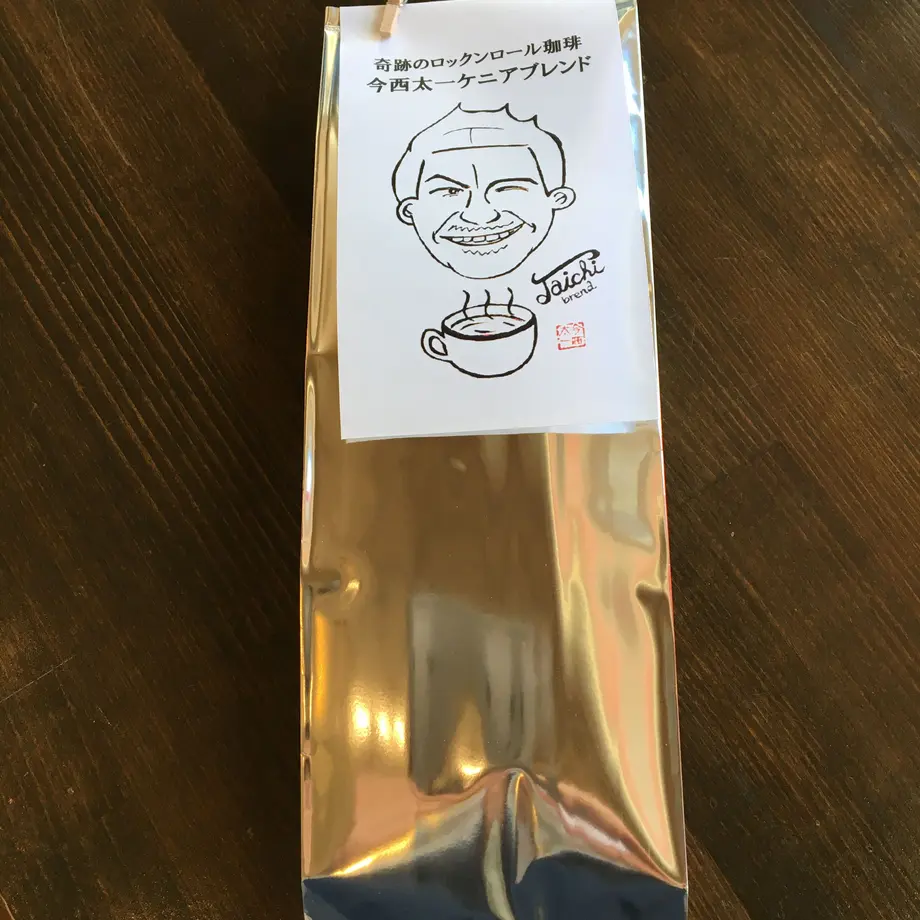 奇跡のロックンロール珈琲
今西太一ケニアブレンド
Taichi
brend.